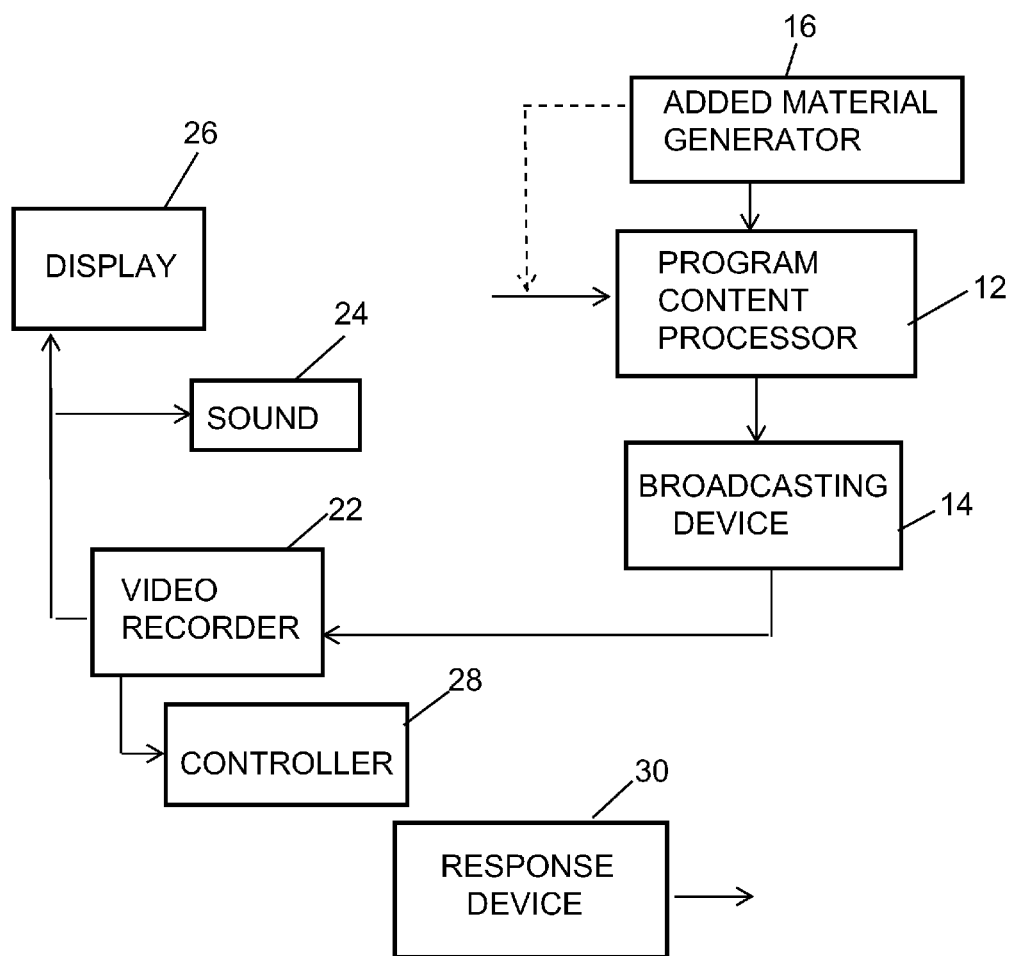 16
ADDED MATERIAL
GENERATOR
26
DISPLAY
PROGRAM
CONTENT
PROCESSOR
12
24
SOUND
BROADCASTING
DEVICE
14
22
VIDEO
RECORDER
28
CONTROLLER
30
RESPONSE
DEVICE